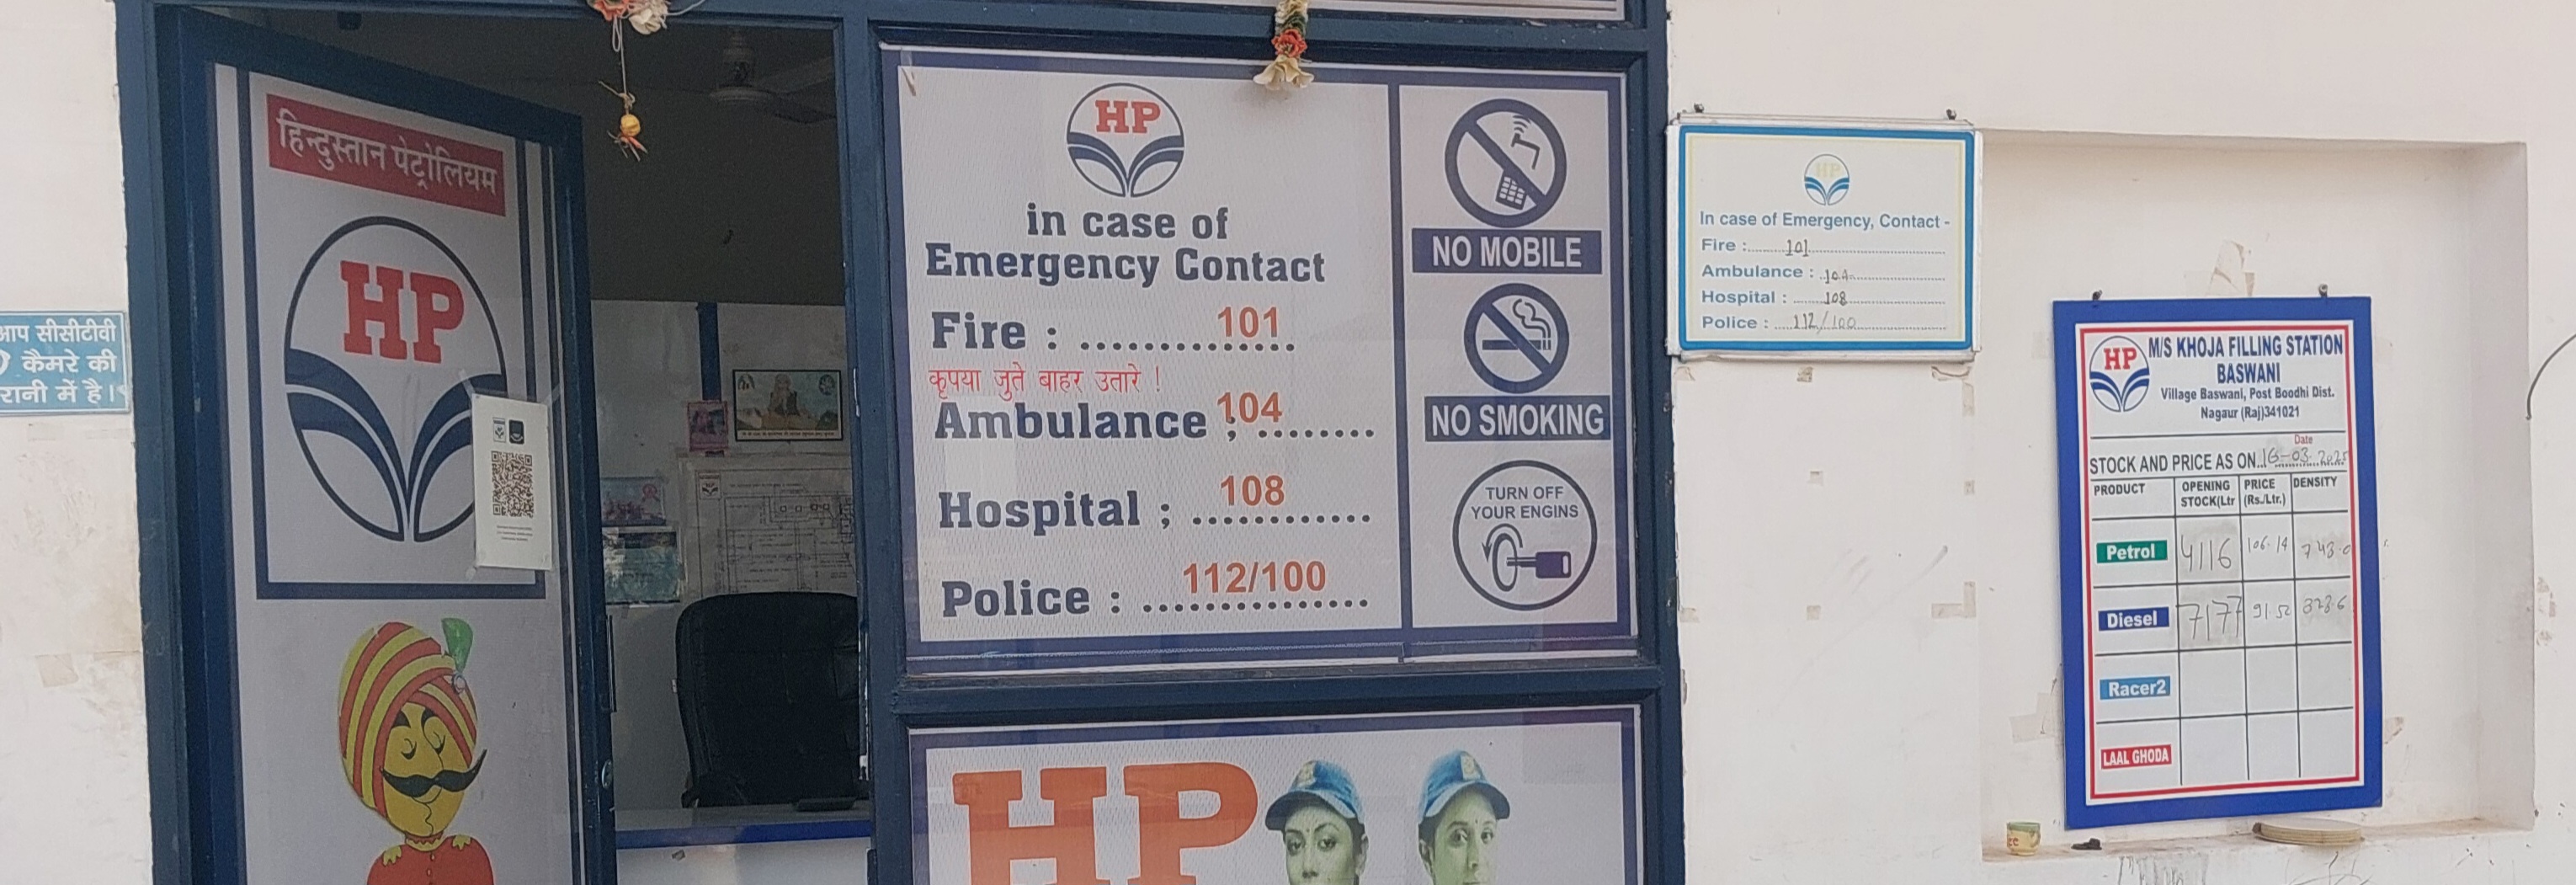 हिन्दुस्तान पेट्रोलियम
HP
आप सीसीटीवी
कैमरे की
रानी में है।
HP
in case of
Emergency Contact
Fire : .............. 101
कृपया जुते बाहर उतारे !
Ambulance ; ........ 104
Hospital ; ............ 108
Police : ............... 112/100
NO MOBILE
NO SMOKING
TURN OFF
YOUR ENGINS
HP
HP
In case of Emergency, Contact -
Fire : 101
Ambulance : 104
Hospital : 108
Police : 112/100
HP
M/S KHOJA FILLING STATION
BASWANI
Village Baswani, Post Boodhi Dist.
Nagaur (Raj)341021
Date
STOCK AND PRICE AS ON 16-03-2025
PRODUCT OPENING STOCK(Ltr PRICE (Rs./Ltr.) DENSITY
Petrol 4116 106.14 743.0
Diesel 7177 91.52
Racer2
LAAL GHODA